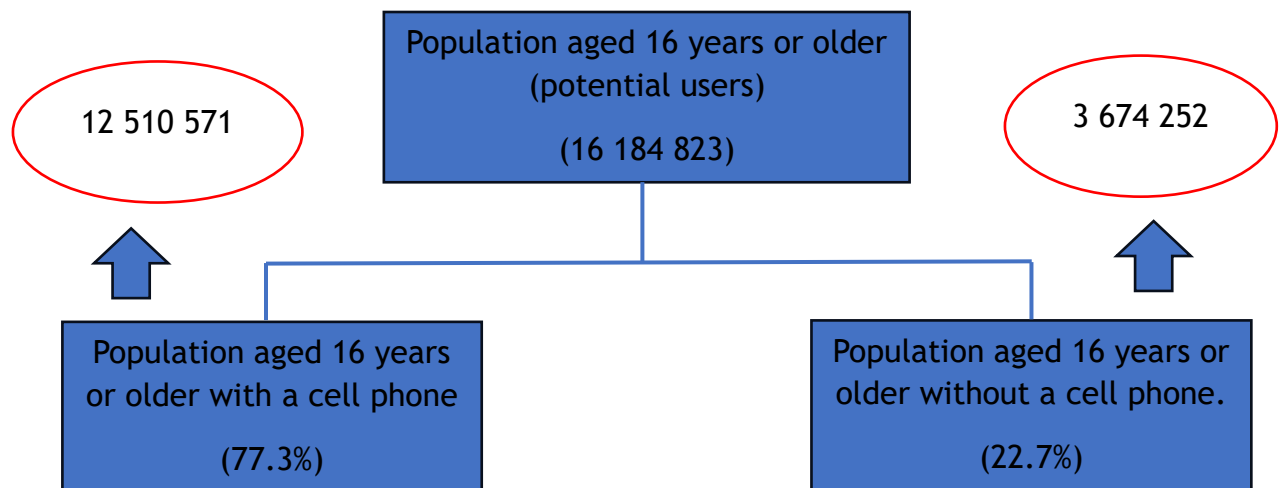 Population aged 16 years or older
(potential users)
(16 184 823)
12 510 571
3 674 252
Population aged 16 years
or older with a cell phone
(77.3%)
Population aged 16 years or
older without a cell phone.
(22.7%)